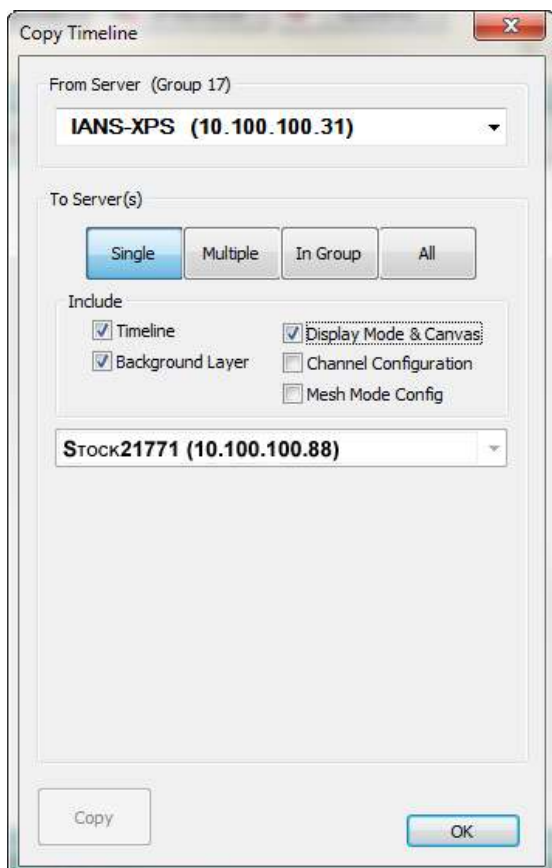 Copy Timeline
From Server (Group 17)
IANS-XPS (10.100.100.31)
To Server(s)
Single Multiple In Group All
Include
Timeline Display Mode & Canvas
Background Layer Channel Configuration
Mesh Mode Config
Stock21771 (10.100.100.88)
Copy OK